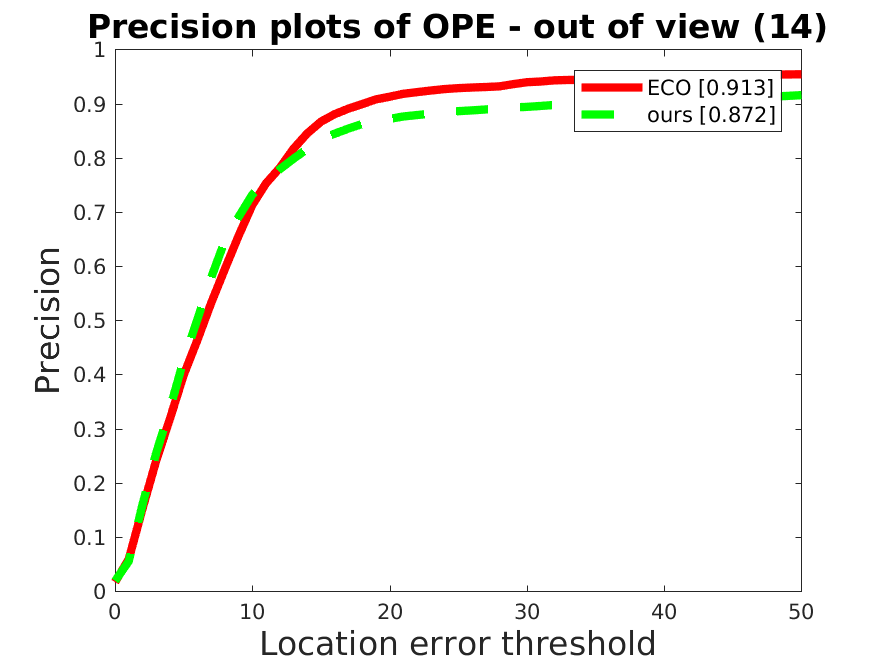 Precision plots of OPE - out of view (14)
1
0.9
0.8
0.7
0.6
0.5
0.4
0.3
0.2
0.1
0
Precision
ECO [0.913]
ours [0.872]
0 10 20 30 40 50
Location error threshold